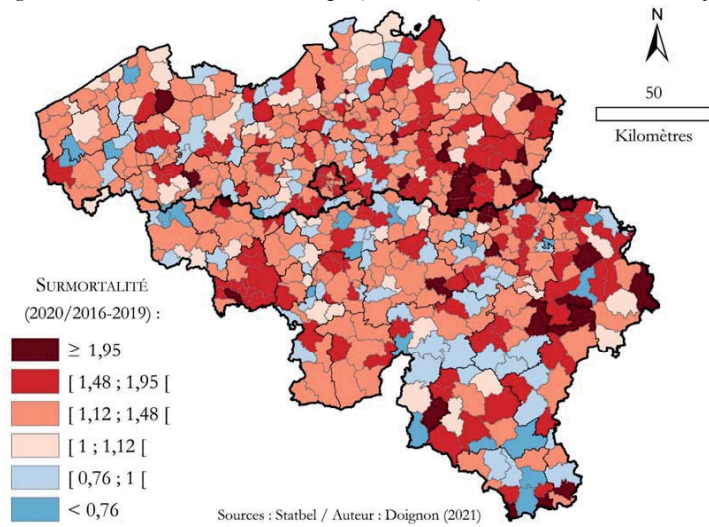 N
50
Kilomètres
SURMORTALITÉ
(2020/2016-2019) :
≥ 1,95
[ 1,48 ; 1,95 [
[ 1,12 ; 1,48 [
[ 1 ; 1,12 [
[ 0,76 ; 1 [
< 0,76
Sources : Statbel / Auteur : Doignon (2021)